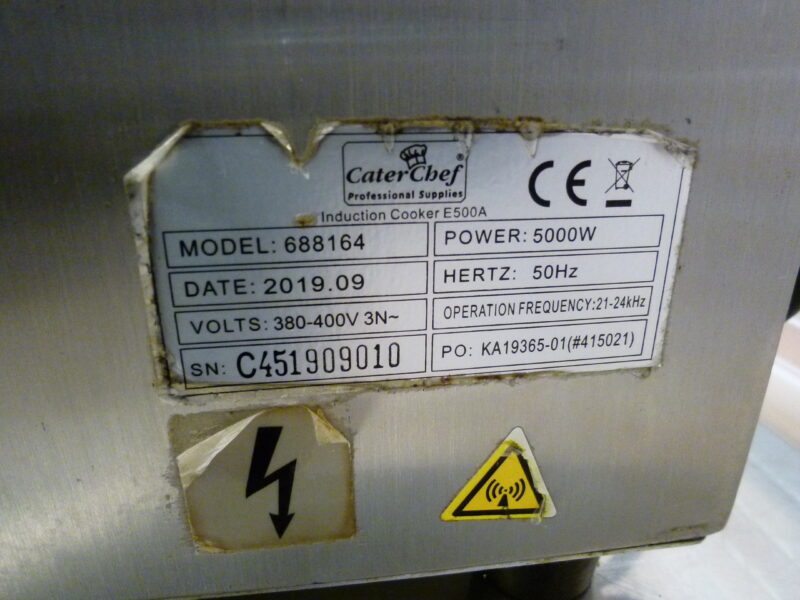 CaterChef®
Professional Supplies
CE
Induction Cooker E500A
MODEL: 688164
POWER: 5000W
DATE: 2019.09
HERTZ: 50Hz
VOLTS: 380-400V 3N~
OPERATION FREQUENCY:21-24kHz
SN: C451909010
PO: KA19365-01(#415021)